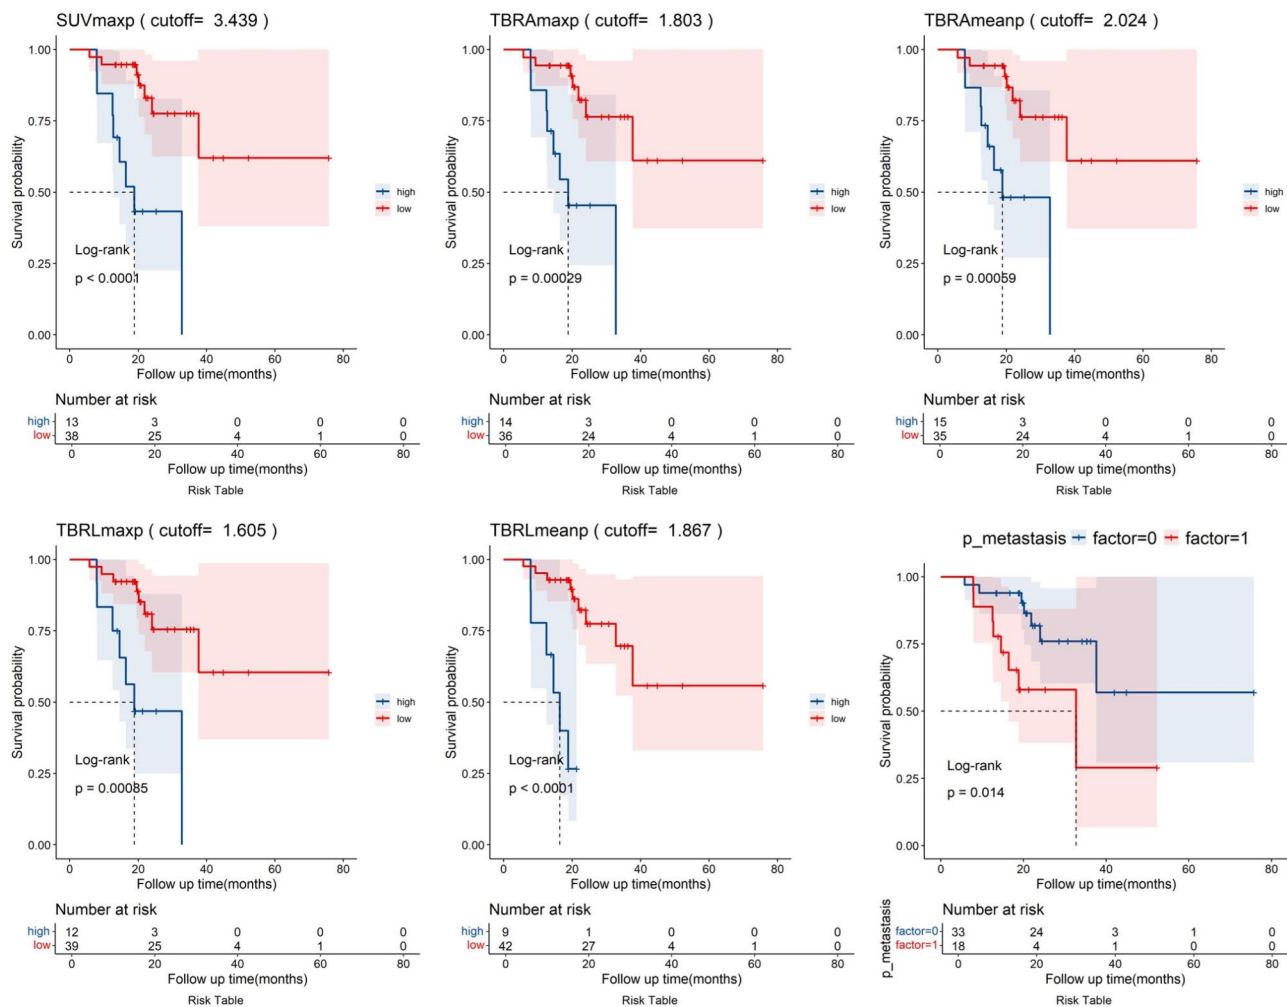 SUVmaxp ( cutoff= 3.439 )
1.00
0.75
0.50
0.25
0.00
Survival probability
Log-rank
p < 0.0001
high
low
0 20 40 60 80
Follow up time(months)
Number at risk
high 13 3 0 0 0
low 38 25 4 1 0
0 20 40 60 80
Follow up time(months)
Risk Table
TBRAmaxp ( cutoff= 1.803 )
1.00
0.75
0.50
0.25
0.00
Survival probability
Log-rank
p = 0.00029
high
low
0 20 40 60 80
Follow up time(months)
Number at risk
high 14 3 0 0 0
low 36 24 4 1 0
0 20 40 60 80
Follow up time(months)
Risk Table
TBRAmeanp ( cutoff= 2.024 )
1.00
0.75
0.50
0.25
0.00
Survival probability
Log-rank
p = 0.00059
high
low
0 20 40 60 80
Follow up time(months)
Number at risk
high 15 3 0 0 0
low 35 24 4 1 0
0 20 40 60 80
Follow up time(months)
Risk Table
TBRLmaxp ( cutoff= 1.605 )
1.00
0.75
0.50
0.25
0.00
Survival probability
Log-rank
p = 0.00085
high
low
0 20 40 60 80
Follow up time(months)
Number at risk
high 12 3 0 0 0
low 39 25 4 1 0
0 20 40 60 80
Follow up time(months)
Risk Table
TBRLmeanp ( cutoff= 1.867 )
1.00
0.75
0.50
0.25
0.00
Survival probability
Log-rank
p < 0.0001
high
low
0 20 40 60 80
Follow up time(months)
Number at risk
high 9 1 0 0 0
low 42 27 4 1 0
0 20 40 60 80
Follow up time(months)
Risk Table
p_metastasis factor=0 factor=1
1.00
0.75
0.50
0.25
0.00
Survival probability
Log-rank
p = 0.014
0 20 40 60 80
Follow up time(months)
Number at risk
p_metastasis
factor=0 33 24 3 1 0
factor=1 18 4 1 0 0
0 20 40 60 80
Follow up time(months)
Risk Table